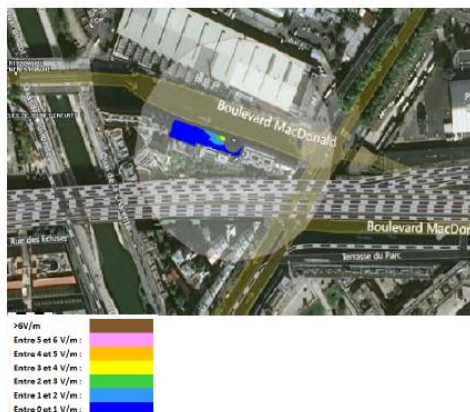 Boulevard MacDonald
Boulevard MacDon
Rue des Ecluses
Terrasse du Parc
>6V/m
Entre 5 et 6 V/m :
Entre 4 et 5 V/m :
Entre 3 et 4 V/m :
Entre 2 et 3 V/m :
Entre 1 et 2 V/m :
Entre 0 et 1 V/m :